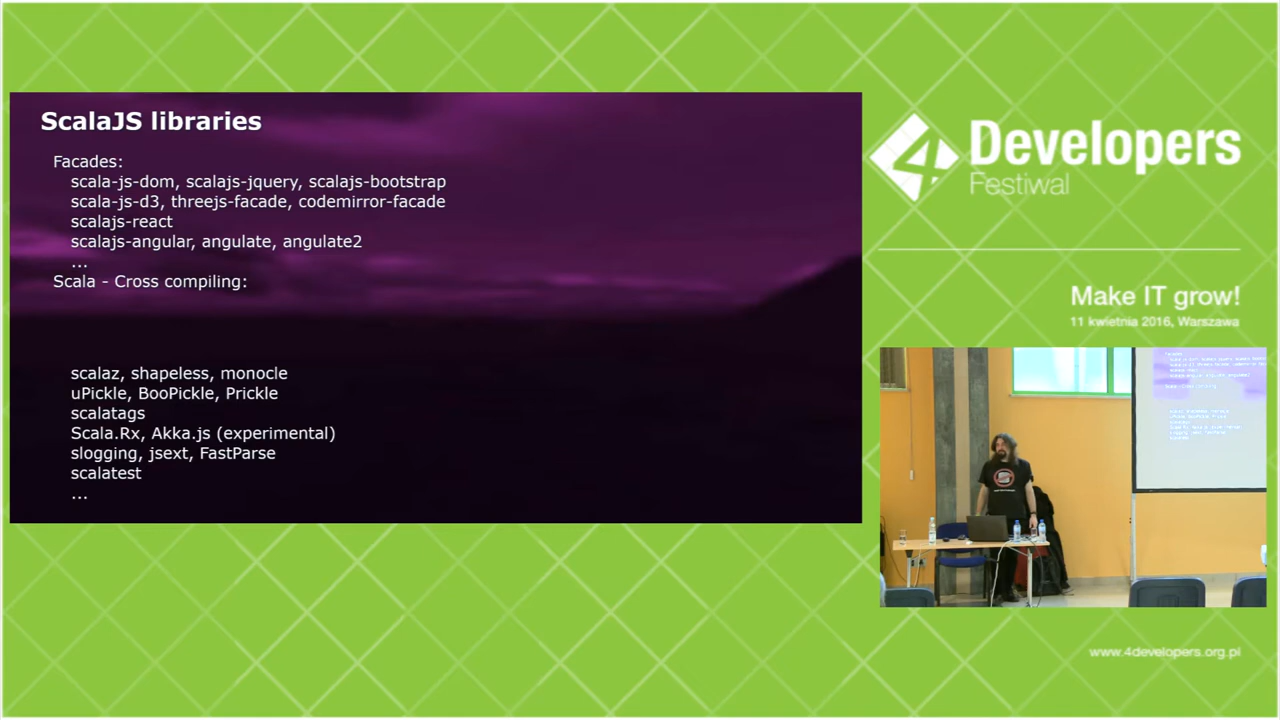 ScalaJS libraries
Facades:
scala-js-dom, scalajs-jquery, scalajs-bootstrap
scala-js-d3, threejs-facade, codemirror-facade
scalajs-react
scalajs-angular, angulate, angulate2
...
Scala - Cross compiling:
scalaz, shapeless, monocle
uPickle, BooPickle, Prickle
scalatags
Scala.Rx, Akka.js (experimental)
slogging, jsext, FastParse
scalatest
...
4Developers
Festiwal
Make IT grow!
11 kwietnia 2016, Warszawa
www.4developers.org.pl